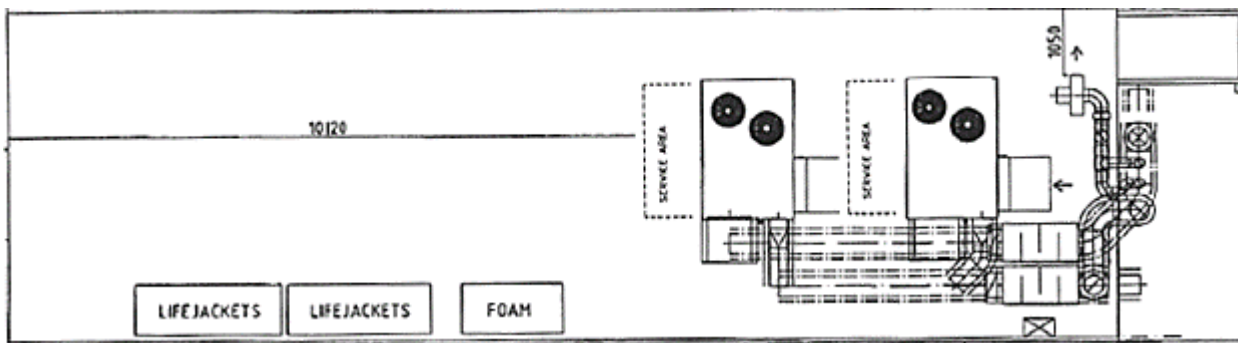 1050
10120
SERVICE AREA
SERVICE AREA
LIFEJACKETS
LIFEJACKETS
FOAM